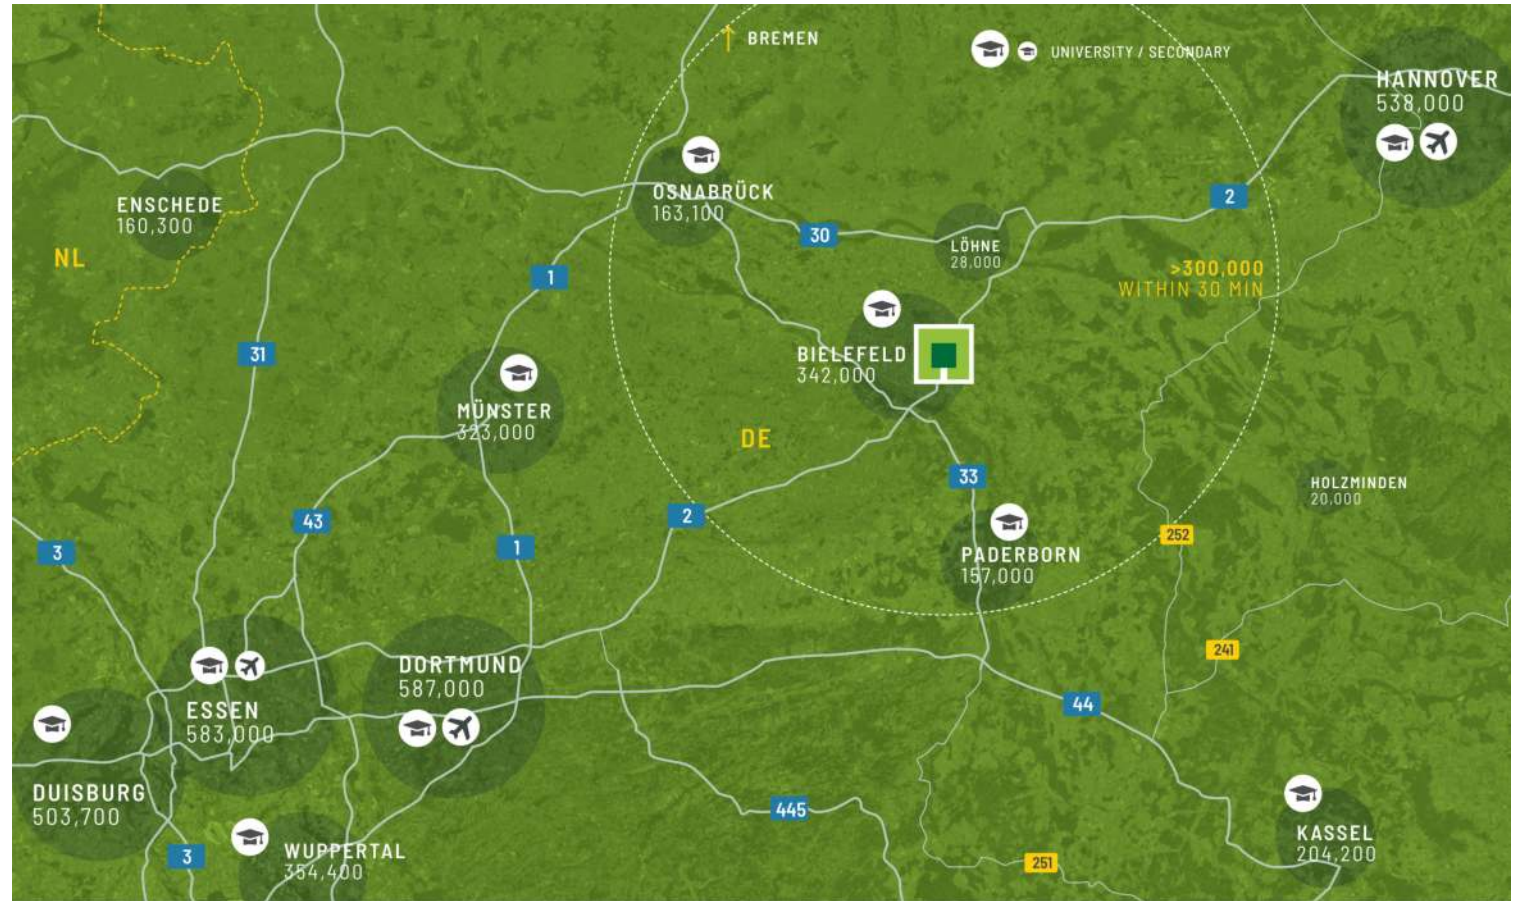 BREMEN
UNIVERSITY / SECONDARY
HANNOVER
538,000
ENSCHEDE
160,300
NL
OSNABRÜCK
163,100
30
2
LÖHNE
28,000
>300,000
WITHIN 30 MIN
1
31
BIELEFELD
342,000
MÜNSTER
323,000
DE
33
HOLZMINDEN
20,000
43
2
1
3
252
PADERBORN
157,000
241
ESSEN
583,000
DORTMUND
587,000
44
DUISBURG
503,700
445
KASSEL
204,200
3
WUPPERTAL
354,400
251